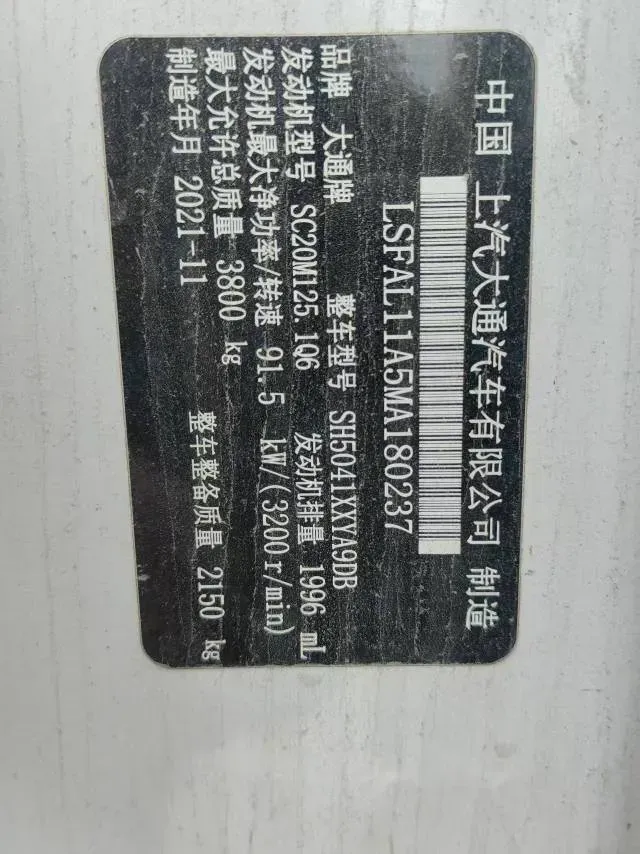 中国 上汽大通汽车有限公司 制造
LSFAL11A5MA180237
品牌 大通牌 整车型号 SH5041XXYA9DB
发动机型号 SC20M125.1Q6 发动机排量 1996 mL
发动机最大净功率/转速 91.5 kW/(3200r/min)
最大允许总质量 3800 kg 整车整备质量 2150 kg
制造年月 2021-11